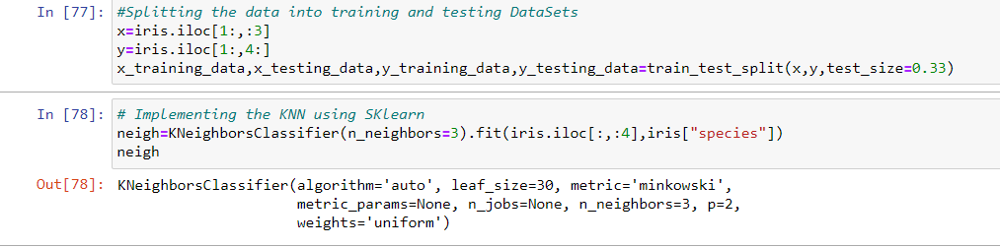 In [77]: #Splitting the data into training and testing DataSets
x=iris.iloc[1:,:3]
y=iris.iloc[1:,4:]
x_training_data,x_testing_data,y_training_data,y_testing_data=train_test_split(x,y,test_size=0.33)
In [78]: # Implementing the KNN using SKlearn
neigh=KNeighborsClassifier(n_neighbors=3).fit(iris.iloc[:,:4],iris["species"])
neigh
Out[78]: KNeighborsClassifier(algorithm='auto', leaf_size=30, metric='minkowski',
metric_params=None, n_jobs=None, n_neighbors=3, p=2,
weights='uniform')